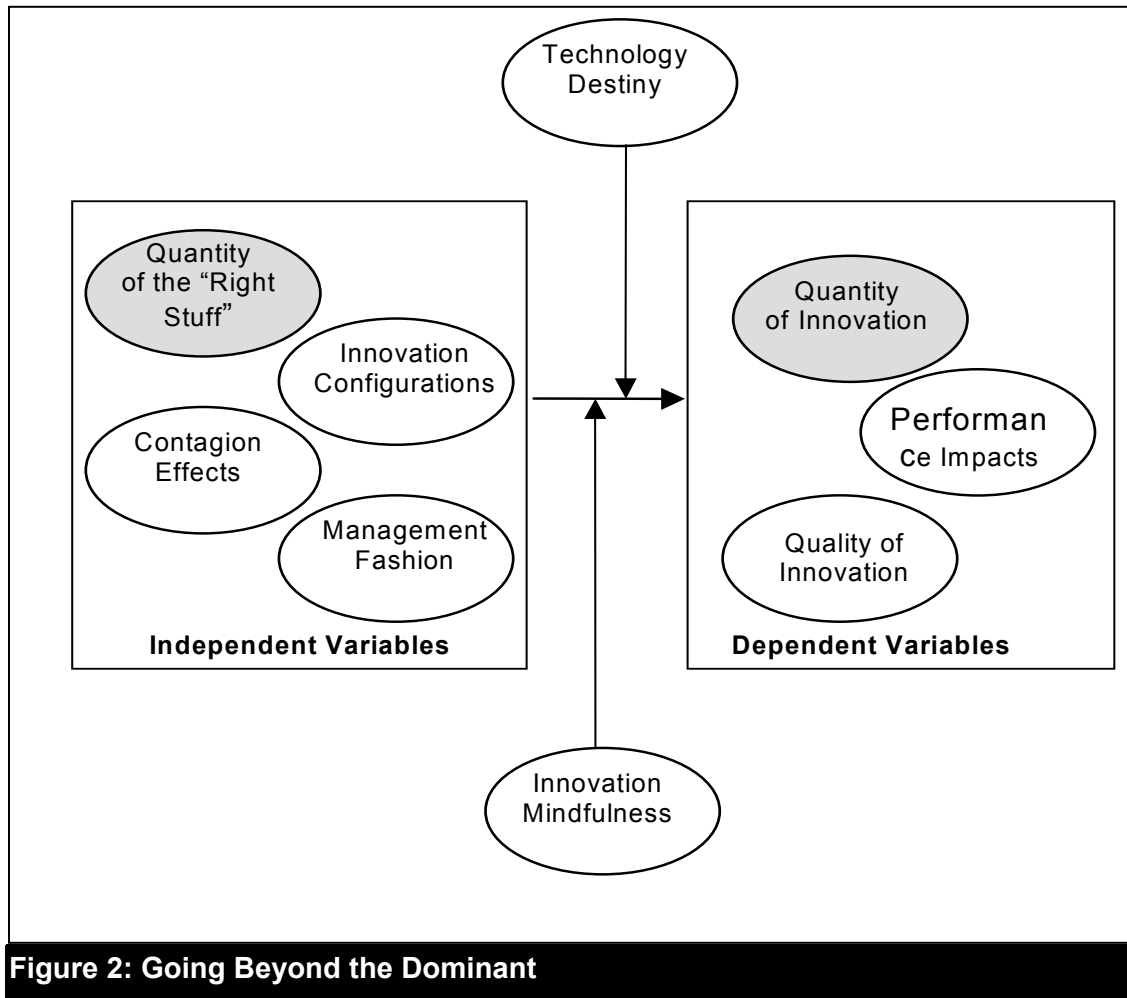 Technology
Destiny
Quantity
of the “Right
Stuff”
Innovation
Configurations
Contagion
Effects
Management
Fashion
Independent Variables
Quantity
of Innovation
Performan
ce Impacts
Quality of
Innovation
Dependent Variables
Innovation
Mindfulness
Figure 2: Going Beyond the Dominant